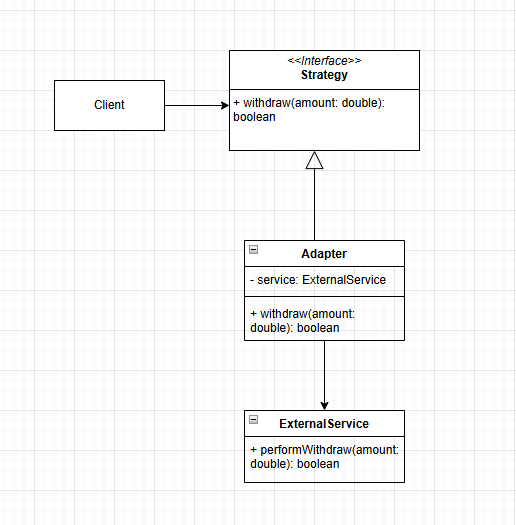 <<Interface>>
Strategy
Client
+ withdraw(amount: double):
boolean
Adapter
- service: ExternalService
+ withdraw(amount:
double): boolean
ExternalService
+ performWithdraw(amount:
double): boolean